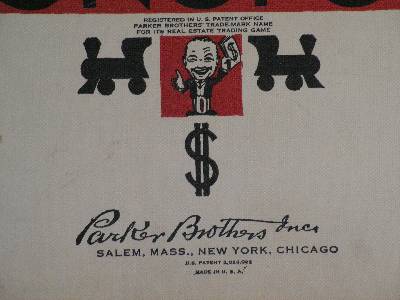 REGISTERED IN U. S. PATENT OFFICE
PARKER BROTHERS' TRADE-MARK NAME
FOR ITS REAL ESTATE TRADING GAME
$
$
Parker Brothers Inc.
SALEM, MASS., NEW YORK, CHICAGO
U.S. PATENT
MADE IN U. S. A.